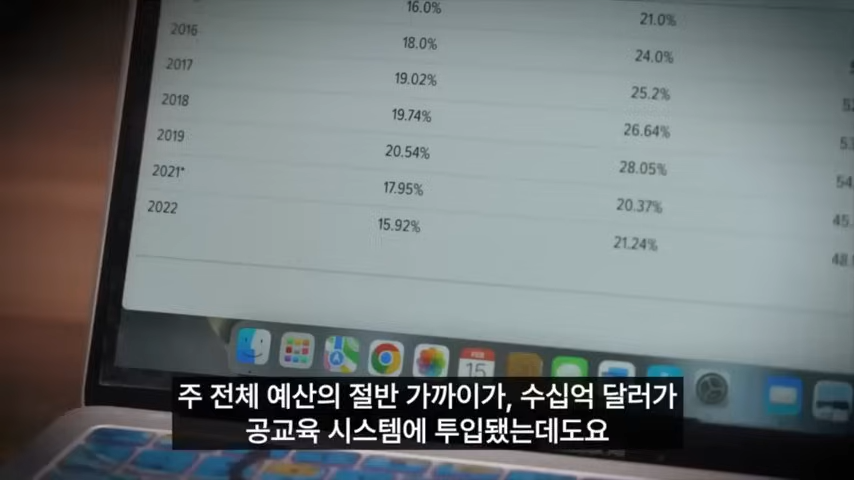 16.0% 21.0%
2016 18.0% 24.0%
2017 19.02% 25.2%
2018 19.74% 26.64%
2019 20.54% 28.05%
2021* 17.95% 20.37%
2022 15.92% 21.24%
FEB
15
주 전체 예산의 절반 가까이가, 수십억 달러가
공교육 시스템에 투입됐는데도요